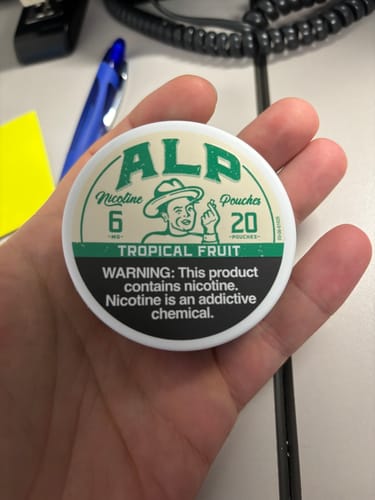 ALP
Nicotine Pouches
6 20
-MG- -POUCHES-
TROPICAL FRUIT
WARNING: This product
contains nicotine.
Nicotine is an addictive
chemical.